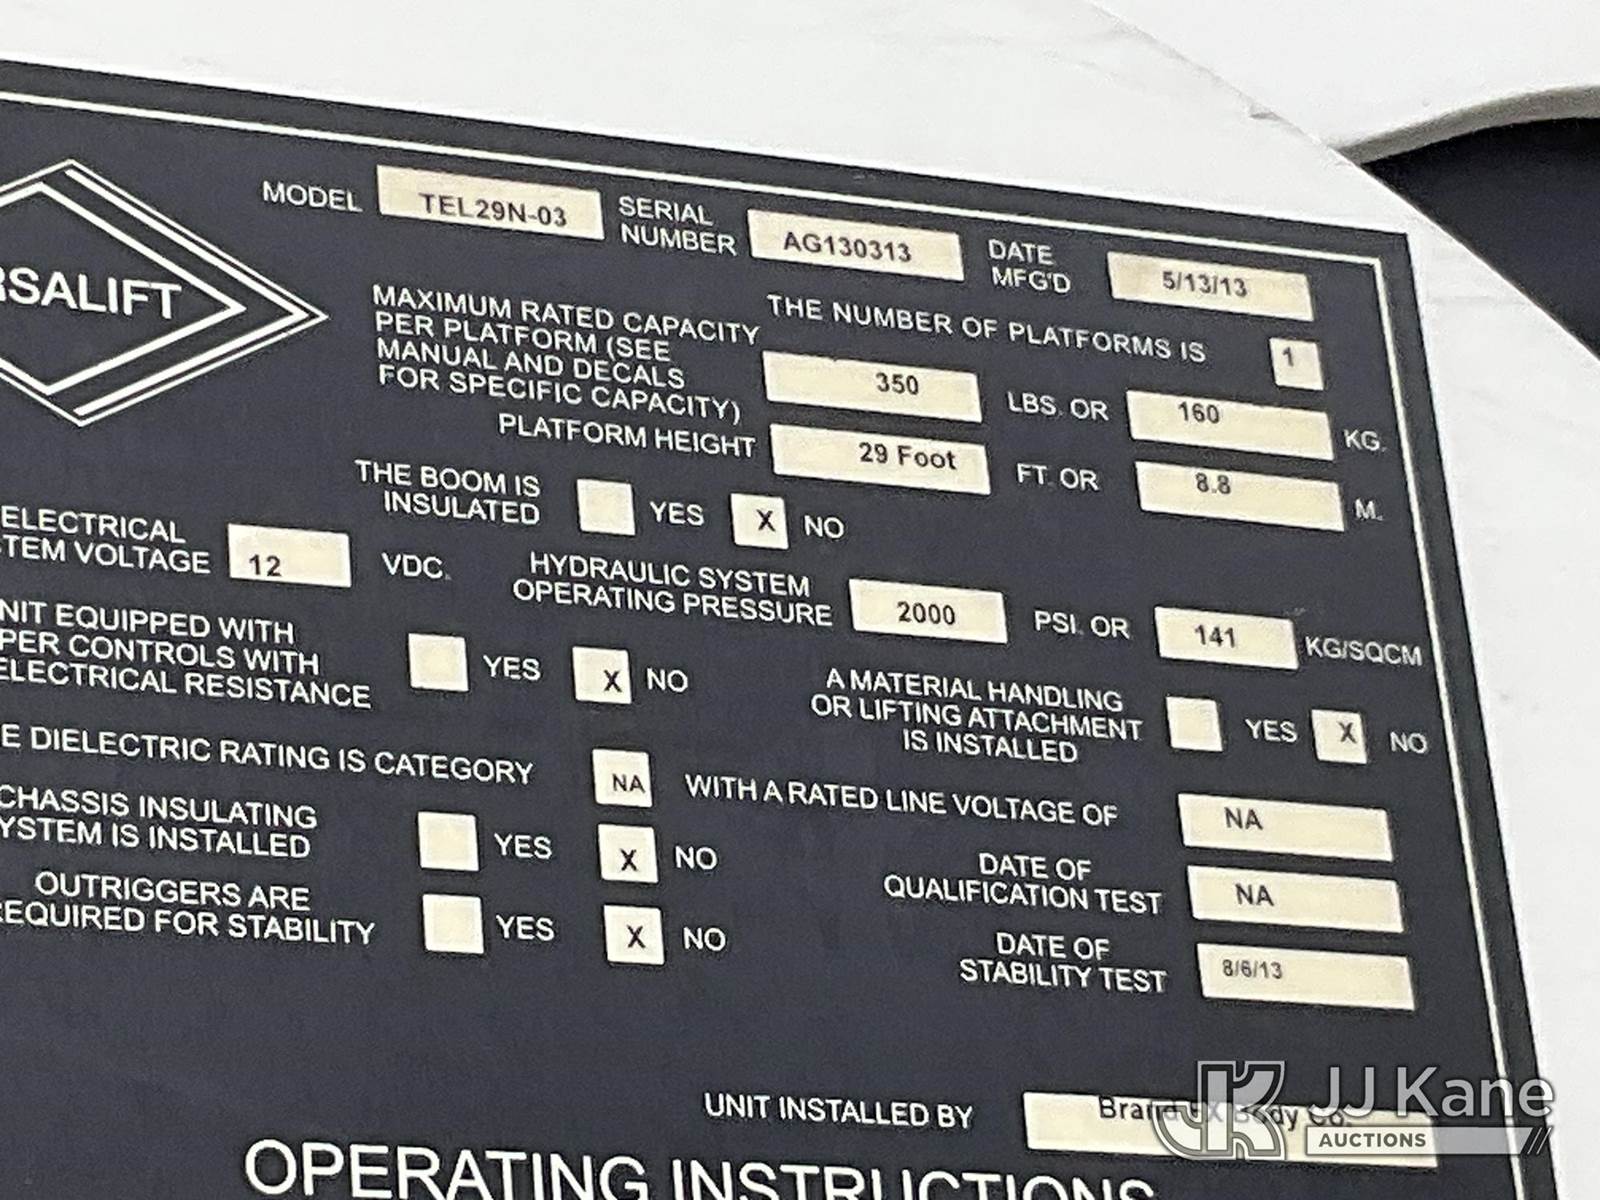 RSALIFT
MODEL TEL29N-03 SERIAL NUMBER AG130313 DATE MFG'D 5/13/13
THE NUMBER OF PLATFORMS IS 1
MAXIMUM RATED CAPACITY
PER PLATFORM (SEE
MANUAL AND DECALS
FOR SPECIFIC CAPACITY) 350 LBS. OR 160 KG.
PLATFORM HEIGHT 29 Foot FT. OR 8.8 M.
THE BOOM IS
INSULATED YES X NO
ELECTRICAL
STEM VOLTAGE 12 VDC.
HYDRAULIC SYSTEM
OPERATING PRESSURE 2000 PSI. OR 141 KG/SQCM
NIT EQUIPPED WITH
PER CONTROLS WITH
ELECTRICAL RESISTANCE YES X NO
A MATERIAL HANDLING
OR LIFTING ATTACHMENT
IS INSTALLED YES X NO
E DIELECTRIC RATING IS CATEGORY NA WITH A RATED LINE VOLTAGE OF NA
CHASSIS INSULATING
YSTEM IS INSTALLED YES X NO
DATE OF
QUALIFICATION TEST NA
OUTRIGGERS ARE
REQUIRED FOR STABILITY YES X NO
DATE OF
STABILITY TEST 8/6/13
UNIT INSTALLED BY Body Co.
OPERATING INSTRUCTIONS
JK JJ Kane
AUCTIONS